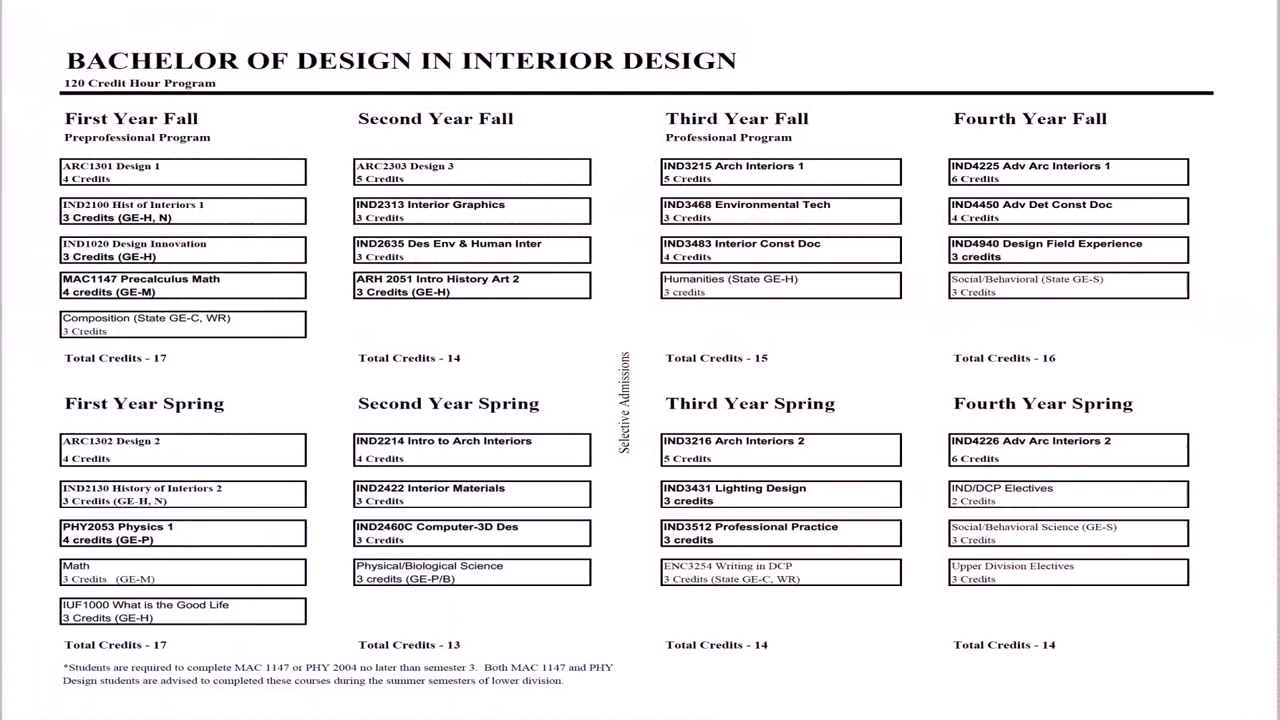 BACHELOR OF DESIGN IN INTERIOR DESIGN
120 Credit Hour Program
First Year Fall
Preprofessional Program
ARC1301 Design 1
4 Credits
IND2100 Hist of Interiors 1
3 Credits (GE-H, N)
IND1020 Design Innovation
3 Credits (GE-H)
MAC1147 Precalculus Math
4 credits (GE-M)
Composition (State GE-C, WR)
3 Credits
Total Credits - 17
Second Year Fall
ARC2303 Design 3
5 Credits
IND2313 Interior Graphics
3 Credits
IND2635 Des Env & Human Inter
3 Credits
ARH 2051 Intro History Art 2
3 Credits (GE-H)
Total Credits - 14
Third Year Fall
Professional Program
IND3215 Arch Interiors 1
5 Credits
IND3468 Environmental Tech
3 Credits
IND3483 Interior Const Doc
4 Credits
Humanities (State GE-H)
3 credits
Total Credits - 15
Fourth Year Fall
IND4225 Adv Arc Interiors 1
6 Credits
IND4450 Adv Det Const Doc
4 Credits
IND4940 Design Field Experience
3 credits
Social/Behavioral (State GE-S)
3 Credits
Total Credits - 16
Selective Admissions
First Year Spring
ARC1302 Design 2
4 Credits
IND2130 History of Interiors 2
3 Credits (GE-H, N)
PHY2053 Physics 1
4 credits (GE-P)
Math
3 Credits (GE-M)
IUF1000 What is the Good Life
3 Credits (GE-H)
Total Credits - 17
Second Year Spring
IND2214 Intro to Arch Interiors
4 Credits
IND2422 Interior Materials
3 Credits
IND2460C Computer-3D Des
3 Credits
Physical/Biological Science
3 credits (GE-P/B)
Total Credits - 13
Third Year Spring
IND3216 Arch Interiors 2
5 Credits
IND3431 Lighting Design
3 credits
IND3512 Professional Practice
3 credits
ENC3254 Writing in DCP
3 Credits (State GE-C, WR)
Total Credits - 14
Fourth Year Spring
IND4226 Adv Arc Interiors 2
6 Credits
IND/DCP Electives
2 Credits
Social/Behavioral Science (GE-S)
3 Credits
Upper Division Electives
3 Credits
Total Credits - 14
*Students are required to complete MAC 1147 or PHY 2004 no later than semester 3. Both MAC 1147 and PHY
Design students are advised to completed these courses during the summer semesters of lower division.